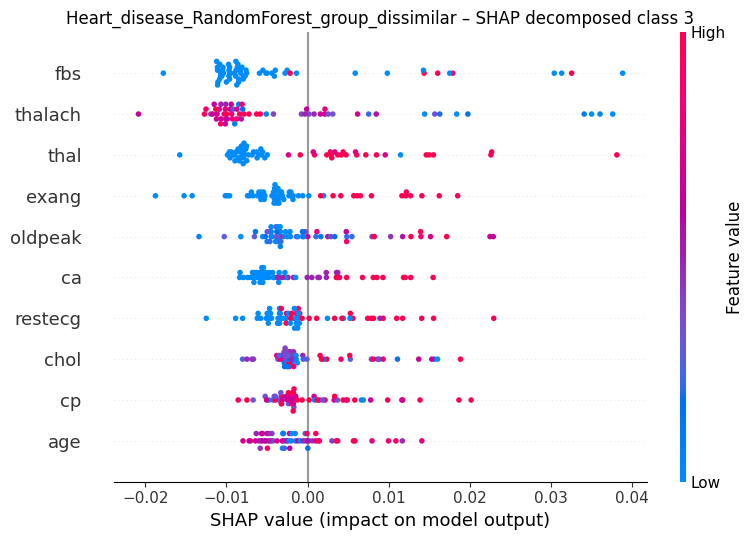 Heart_disease_RandomForest_group_dissimilar – SHAP decomposed class 3
High
fbs
thalach
thal
exang
oldpeak
ca
restecg
chol
cp
age
Feature value
Low
−0.02 −0.01 0.00 0.01 0.02 0.03 0.04
SHAP value (impact on model output)